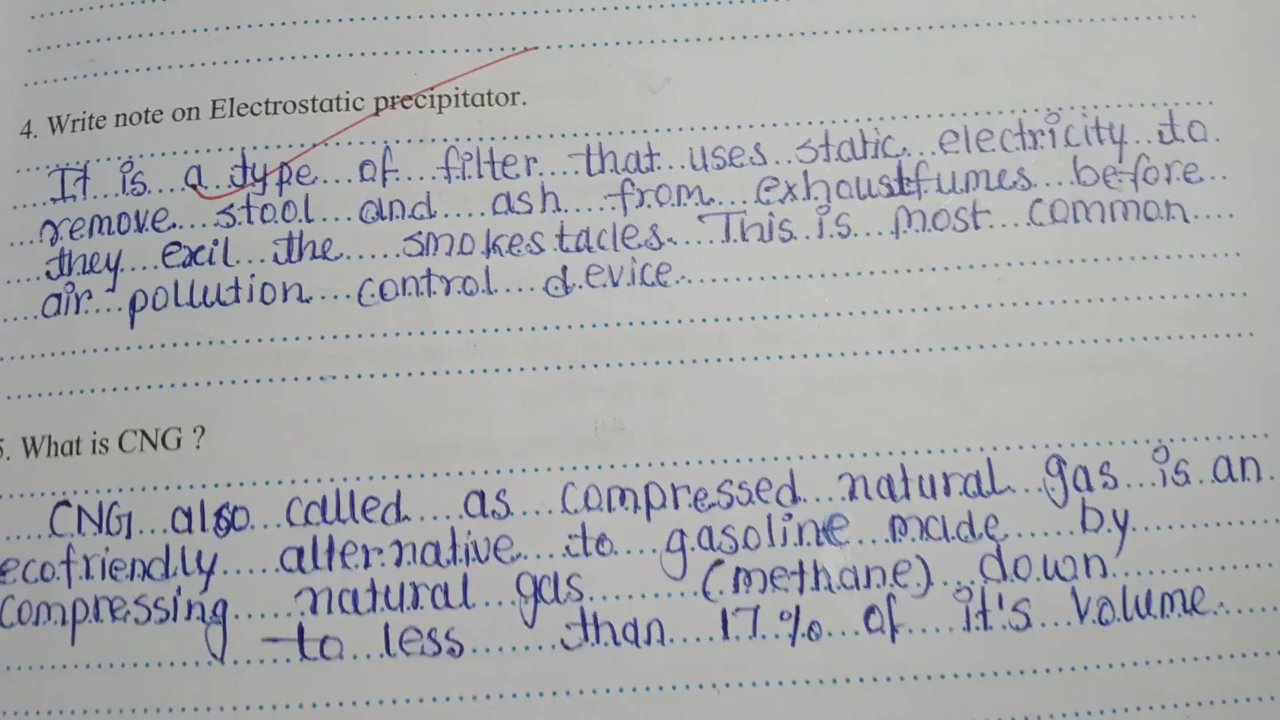 4. Write note on Electrostatic precipitator.
It is a type of filter that uses static electricity to
remove stool and ash from exhaustfumes before
they exil the smokestacles. This is most common
air pollution control device.
5. What is CNG ?
CNG also called as compressed natural gas is an
ecofriendly alternative to gasoline made by
compressing natural gas (methane) down
to less than 17% of it's volume.